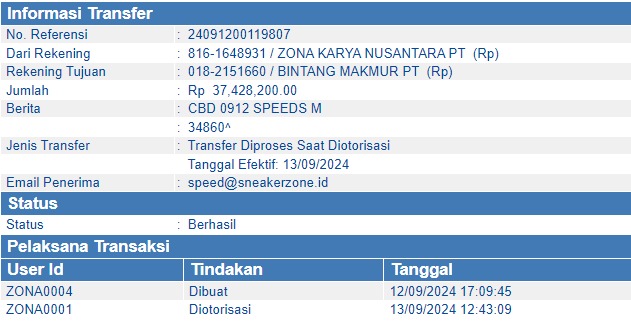 Informasi Transfer
No. Referensi : 24091200119807
Dari Rekening : 816-1648931 / ZONA KARYA NUSANTARA PT (Rp)
Rekening Tujuan : 018-2151660 / BINTANG MAKMUR PT (Rp)
Jumlah : Rp 37,428,200.00
Berita : CBD 0912 SPEEDS M
: 34860^
Jenis Transfer : Transfer Diproses Saat Diotorisasi
Tanggal Efektif: 13/09/2024
Email Penerima : speed@sneakerzone.id
Status
Status : Berhasil
Pelaksana Transaksi
User Id Tindakan Tanggal
ZONA0004 Dibuat 12/09/2024 17:09:45
ZONA0001 Diotorisasi 13/09/2024 12:43:09